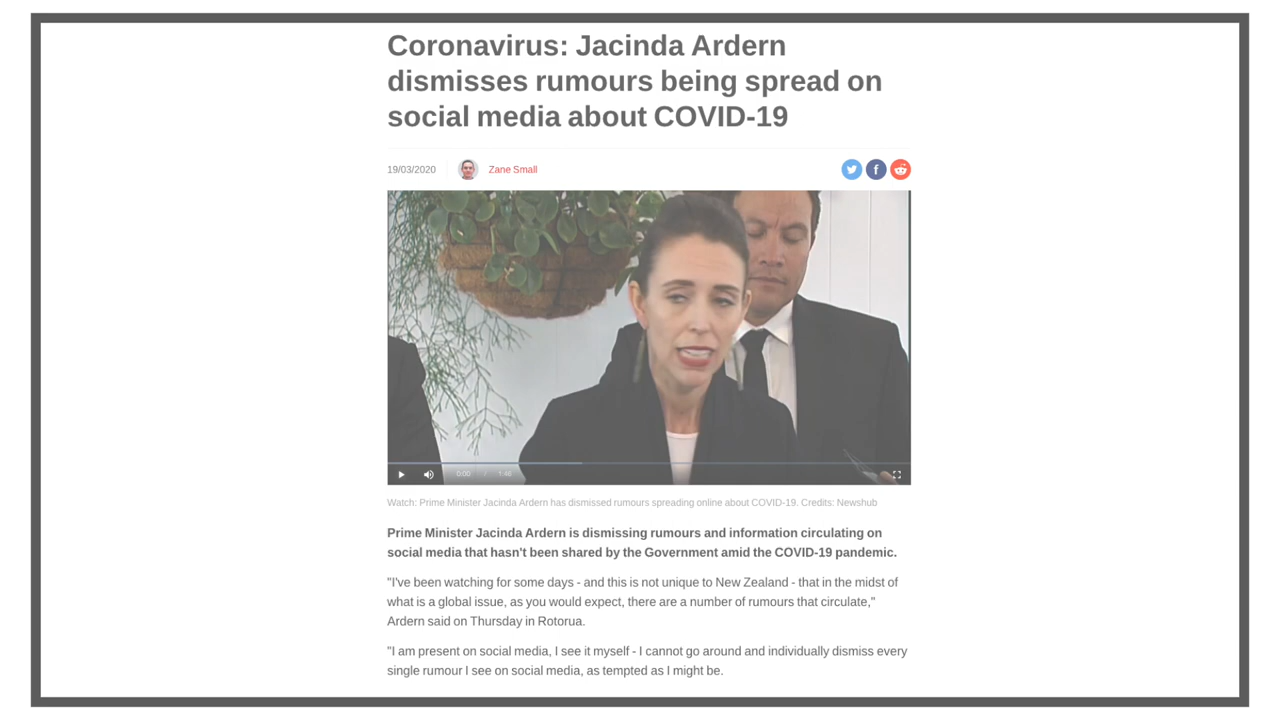 Coronavirus: Jacinda Ardern
dismisses rumours being spread on
social media about COVID-19
19/03/2020
Zane Small
0:00 / 1:46
Watch: Prime Minister Jacinda Ardern has dismissed rumours spreading online about COVID-19. Credits: Newshub
Prime Minister Jacinda Ardern is dismissing rumours and information circulating on
social media that hasn't been shared by the Government amid the COVID-19 pandemic.
"I've been watching for some days - and this is not unique to New Zealand - that in the midst of
what is a global issue, as you would expect, there are a number of rumours that circulate,"
Ardern said on Thursday in Rotorua.
"I am present on social media, I see it myself - I cannot go around and individually dismiss every
single rumour I see on social media, as tempted as I might be.